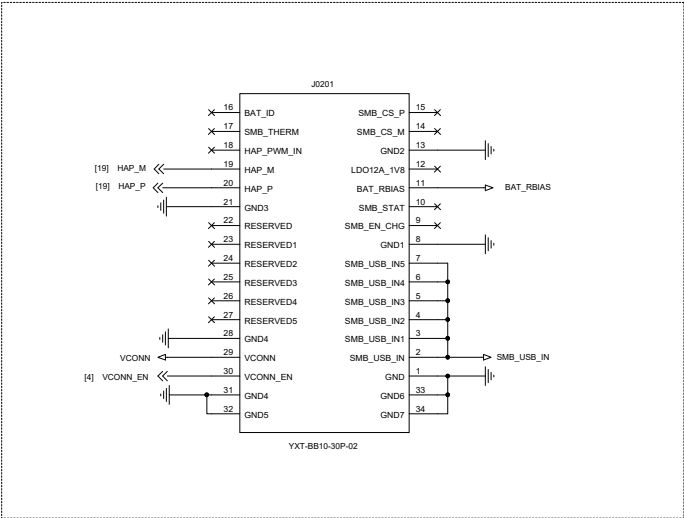 J0201
16 BAT_ID SMB_CS_P 15
17 SMB_THERM SMB_CS_M 14
18 HAP_PWM_IN GND2 13
[19] HAP_M 19 HAP_M LDO12A_1V8 12
[19] HAP_P 20 HAP_P BAT_RBIAS 11 BAT_RBIAS
21 GND3 SMB_STAT 10
22 RESERVED SMB_EN_CHG 9
23 RESERVED1 GND1 8
24 RESERVED2 SMB_USB_IN5 7
25 RESERVED3 SMB_USB_IN4 6
26 RESERVED4 SMB_USB_IN3 5
27 RESERVED5 SMB_USB_IN2 4
28 GND4 SMB_USB_IN1 3
VCONN 29 VCONN SMB_USB_IN 2 SMB_USB_IN
[4] VCONN_EN 30 VCONN_EN GND 1
31 GND4 GND6 33
32 GND5 GND7 34
YXT-BB10-30P-02